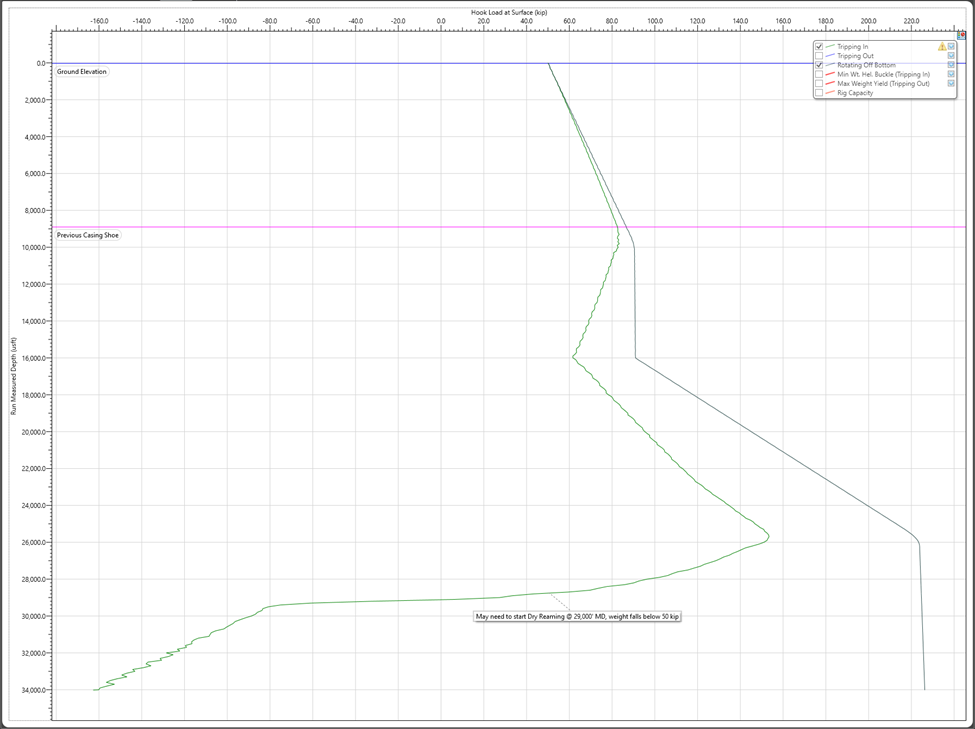 Hook Load at Surface (kip)
-160.0 -140.0 -120.0 -100.0 -80.0 -60.0 -40.0 -20.0 0.0 20.0 40.0 60.0 80.0 100.0 120.0 140.0 160.0 180.0 200.0 220.0
Tripping In
Tripping Out
Rotating Off Bottom
Min Wt. Hel. Buckle (Tripping In)
Max Weight Yield (Tripping Out)
Rig Capacity
0.0
Ground Elevation
2,000.0
4,000.0
6,000.0
8,000.0
Previous Casing Shoe
10,000.0
12,000.0
14,000.0
16,000.0
18,000.0
20,000.0
22,000.0
24,000.0
26,000.0
28,000.0
30,000.0
May need to start Dry Reaming @ 29,000' MD, weight falls below 50 kip
32,000.0
34,000.0
Run Measured Depth (usft)